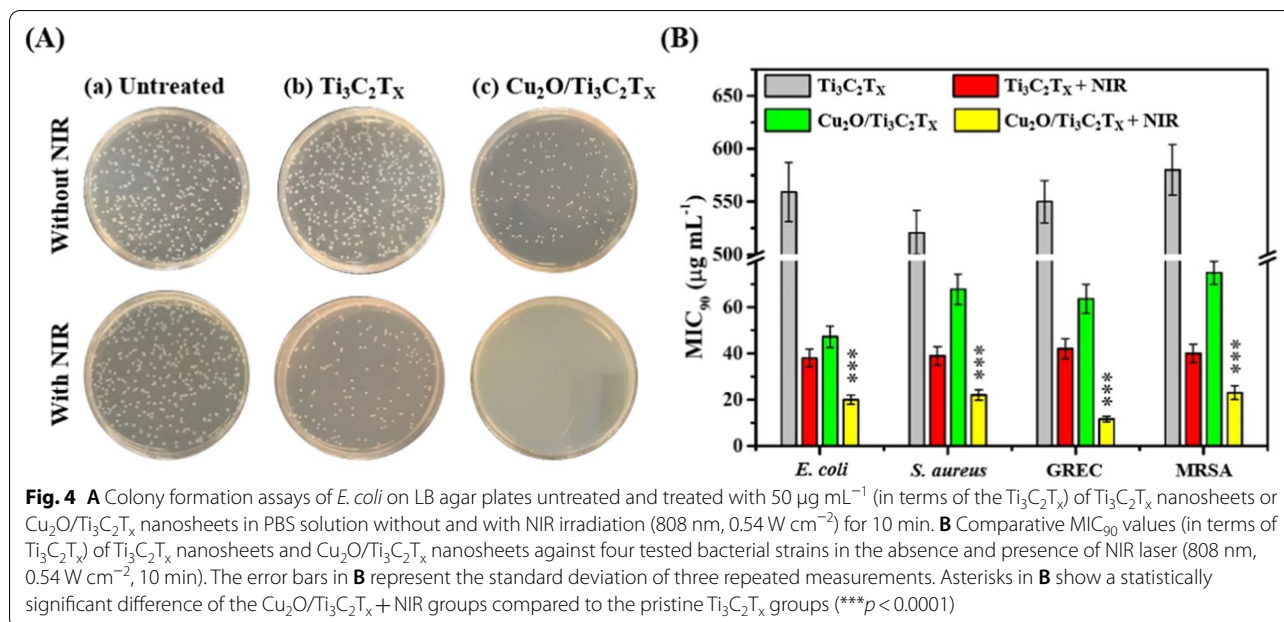 (A)
(a) Untreated (b) Ti₃C₂Tₓ (c) Cu₂O/Ti₃C₂Tₓ
Without NIR
With NIR
(B)
Ti₃C₂Tₓ Ti₃C₂Tₓ + NIR
Cu₂O/Ti₃C₂Tₓ Cu₂O/Ti₃C₂Tₓ + NIR
MIC₉₀ (µg mL⁻¹)
650
600
550
500
60
40
20
0
*** *** *** ***
E. coli S. aureus GREC MRSA
Fig. 4 A Colony formation assays of E. coli on LB agar plates untreated and treated with 50 µg mL⁻¹ (in terms of the Ti₃C₂Tₓ) of Ti₃C₂Tₓ nanosheets or
Cu₂O/Ti₃C₂Tₓ nanosheets in PBS solution without and with NIR irradiation (808 nm, 0.54 W cm⁻²) for 10 min. B Comparative MIC₉₀ values (in terms of
Ti₃C₂Tₓ) of Ti₃C₂Tₓ nanosheets and Cu₂O/Ti₃C₂Tₓ nanosheets against four tested bacterial strains in the absence and presence of NIR laser (808 nm,
0.54 W cm⁻², 10 min). The error bars in B represent the standard deviation of three repeated measurements. Asterisks in B show a statistically
significant difference of the Cu₂O/Ti₃C₂Tₓ + NIR groups compared to the pristine Ti₃C₂Tₓ groups (***p < 0.0001)